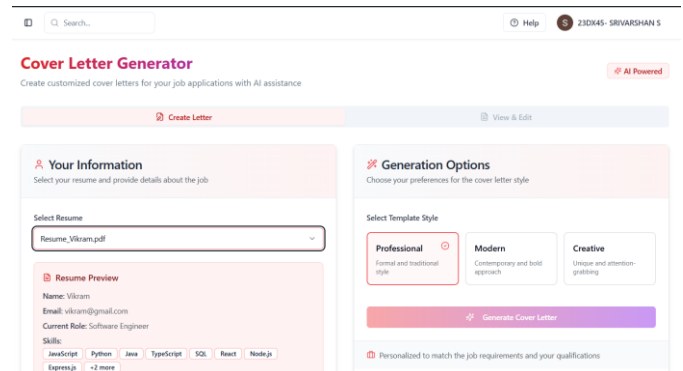 Search...
Help
S
23DX45- SRIVARSHAN S
Cover Letter Generator
Create customized cover letters for your job applications with AI assistance
AI Powered
Create Letter
View & Edit
Your Information
Select your resume and provide details about the job
Select Resume
Resume_Vikram.pdf
Resume Preview
Name: Vikram
Email: vikram@gmail.com
Current Role: Software Engineer
Skills:
JavaScript Python Java TypeScript SQL React Node.js
Express.js +2 more
Generation Options
Choose your preferences for the cover letter style
Select Template Style
Professional
Formal and traditional
style
Modern
Contemporary and bold
approach
Creative
Unique and attention-
grabbing
Generate Cover Letter
Personalized to match the job requirements and your qualifications